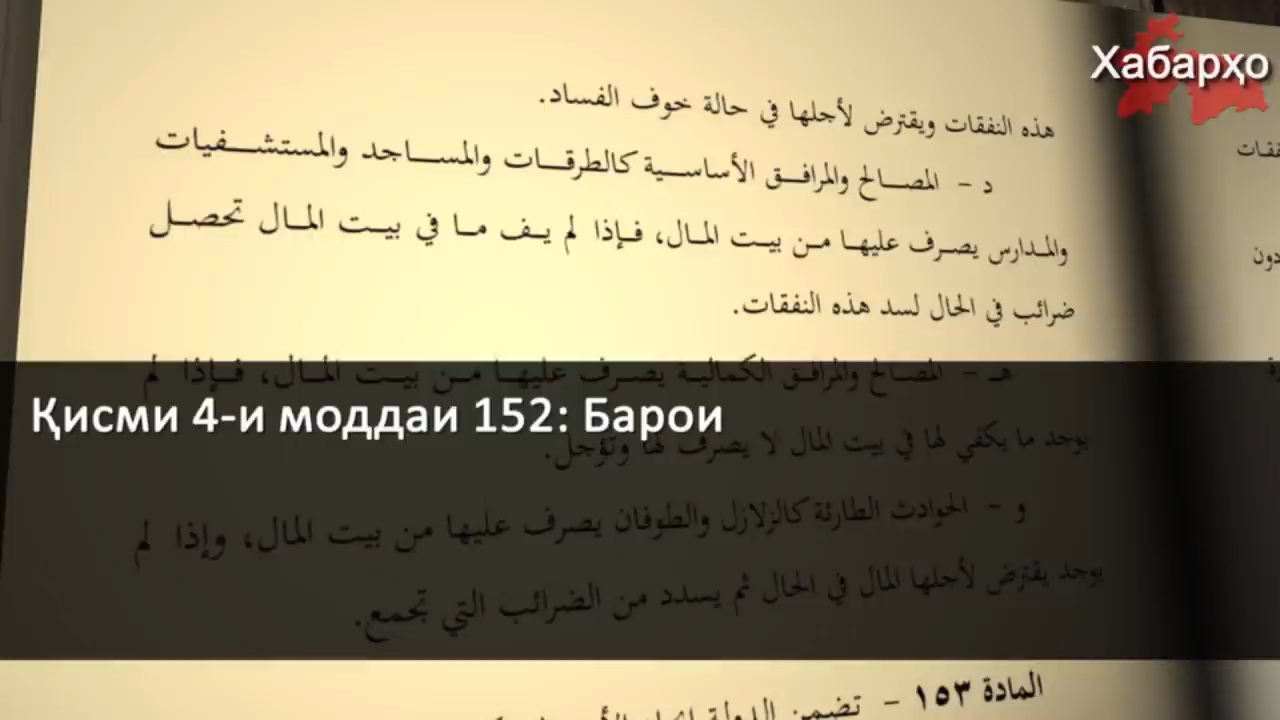 Хабарҳо
هذه النفقات ويقترض لأجلها في حالة خوف الفساد.
د - المصالح والمرافق الأساسية كالطرقات والمساجد والمستشفيات
والمدارس يصرف عليها من بيت المال، فإذا لم يف ما في بيت المال تحصل
ضرائب في الحال لسد هذه النفقات.
هـ - المصالح والمرافق الكمالية يصرف عليها من بيت المال، فإذا لم
Қисми 4-и моддаи 152: Барои
يوجد ما يكفي لها في بيت المال لا يصرف لها وتؤجل.
و - الحوادث الطارئة كالزلازل والطوفان يصرف عليها من بيت المال، وإذا لم
يوجد يقترض لأجلها المال في الحال ثم يسدد من الضرائب التي تجمع.
المادة ١٥٣ - تضمن الدولة
دون